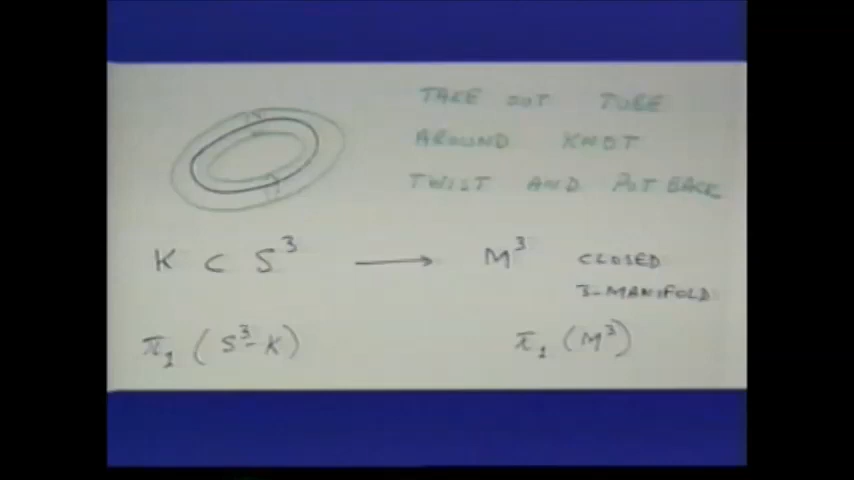 TAKE OUT TUBE
AROUND KNOT
TWIST AND PUT BACK
K ⊂ S³ → M³ CLOSED
3-MANIFOLD
π₁ (S³-K) π₁ (M³)